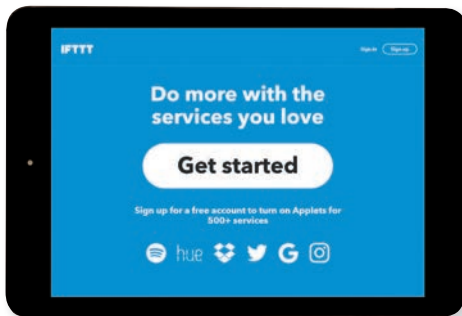 IFTTT
Sign in
Sign up
Do more with the
services you love
Get started
Sign up for a free account to turn on Applets for
500+ services
hue
G